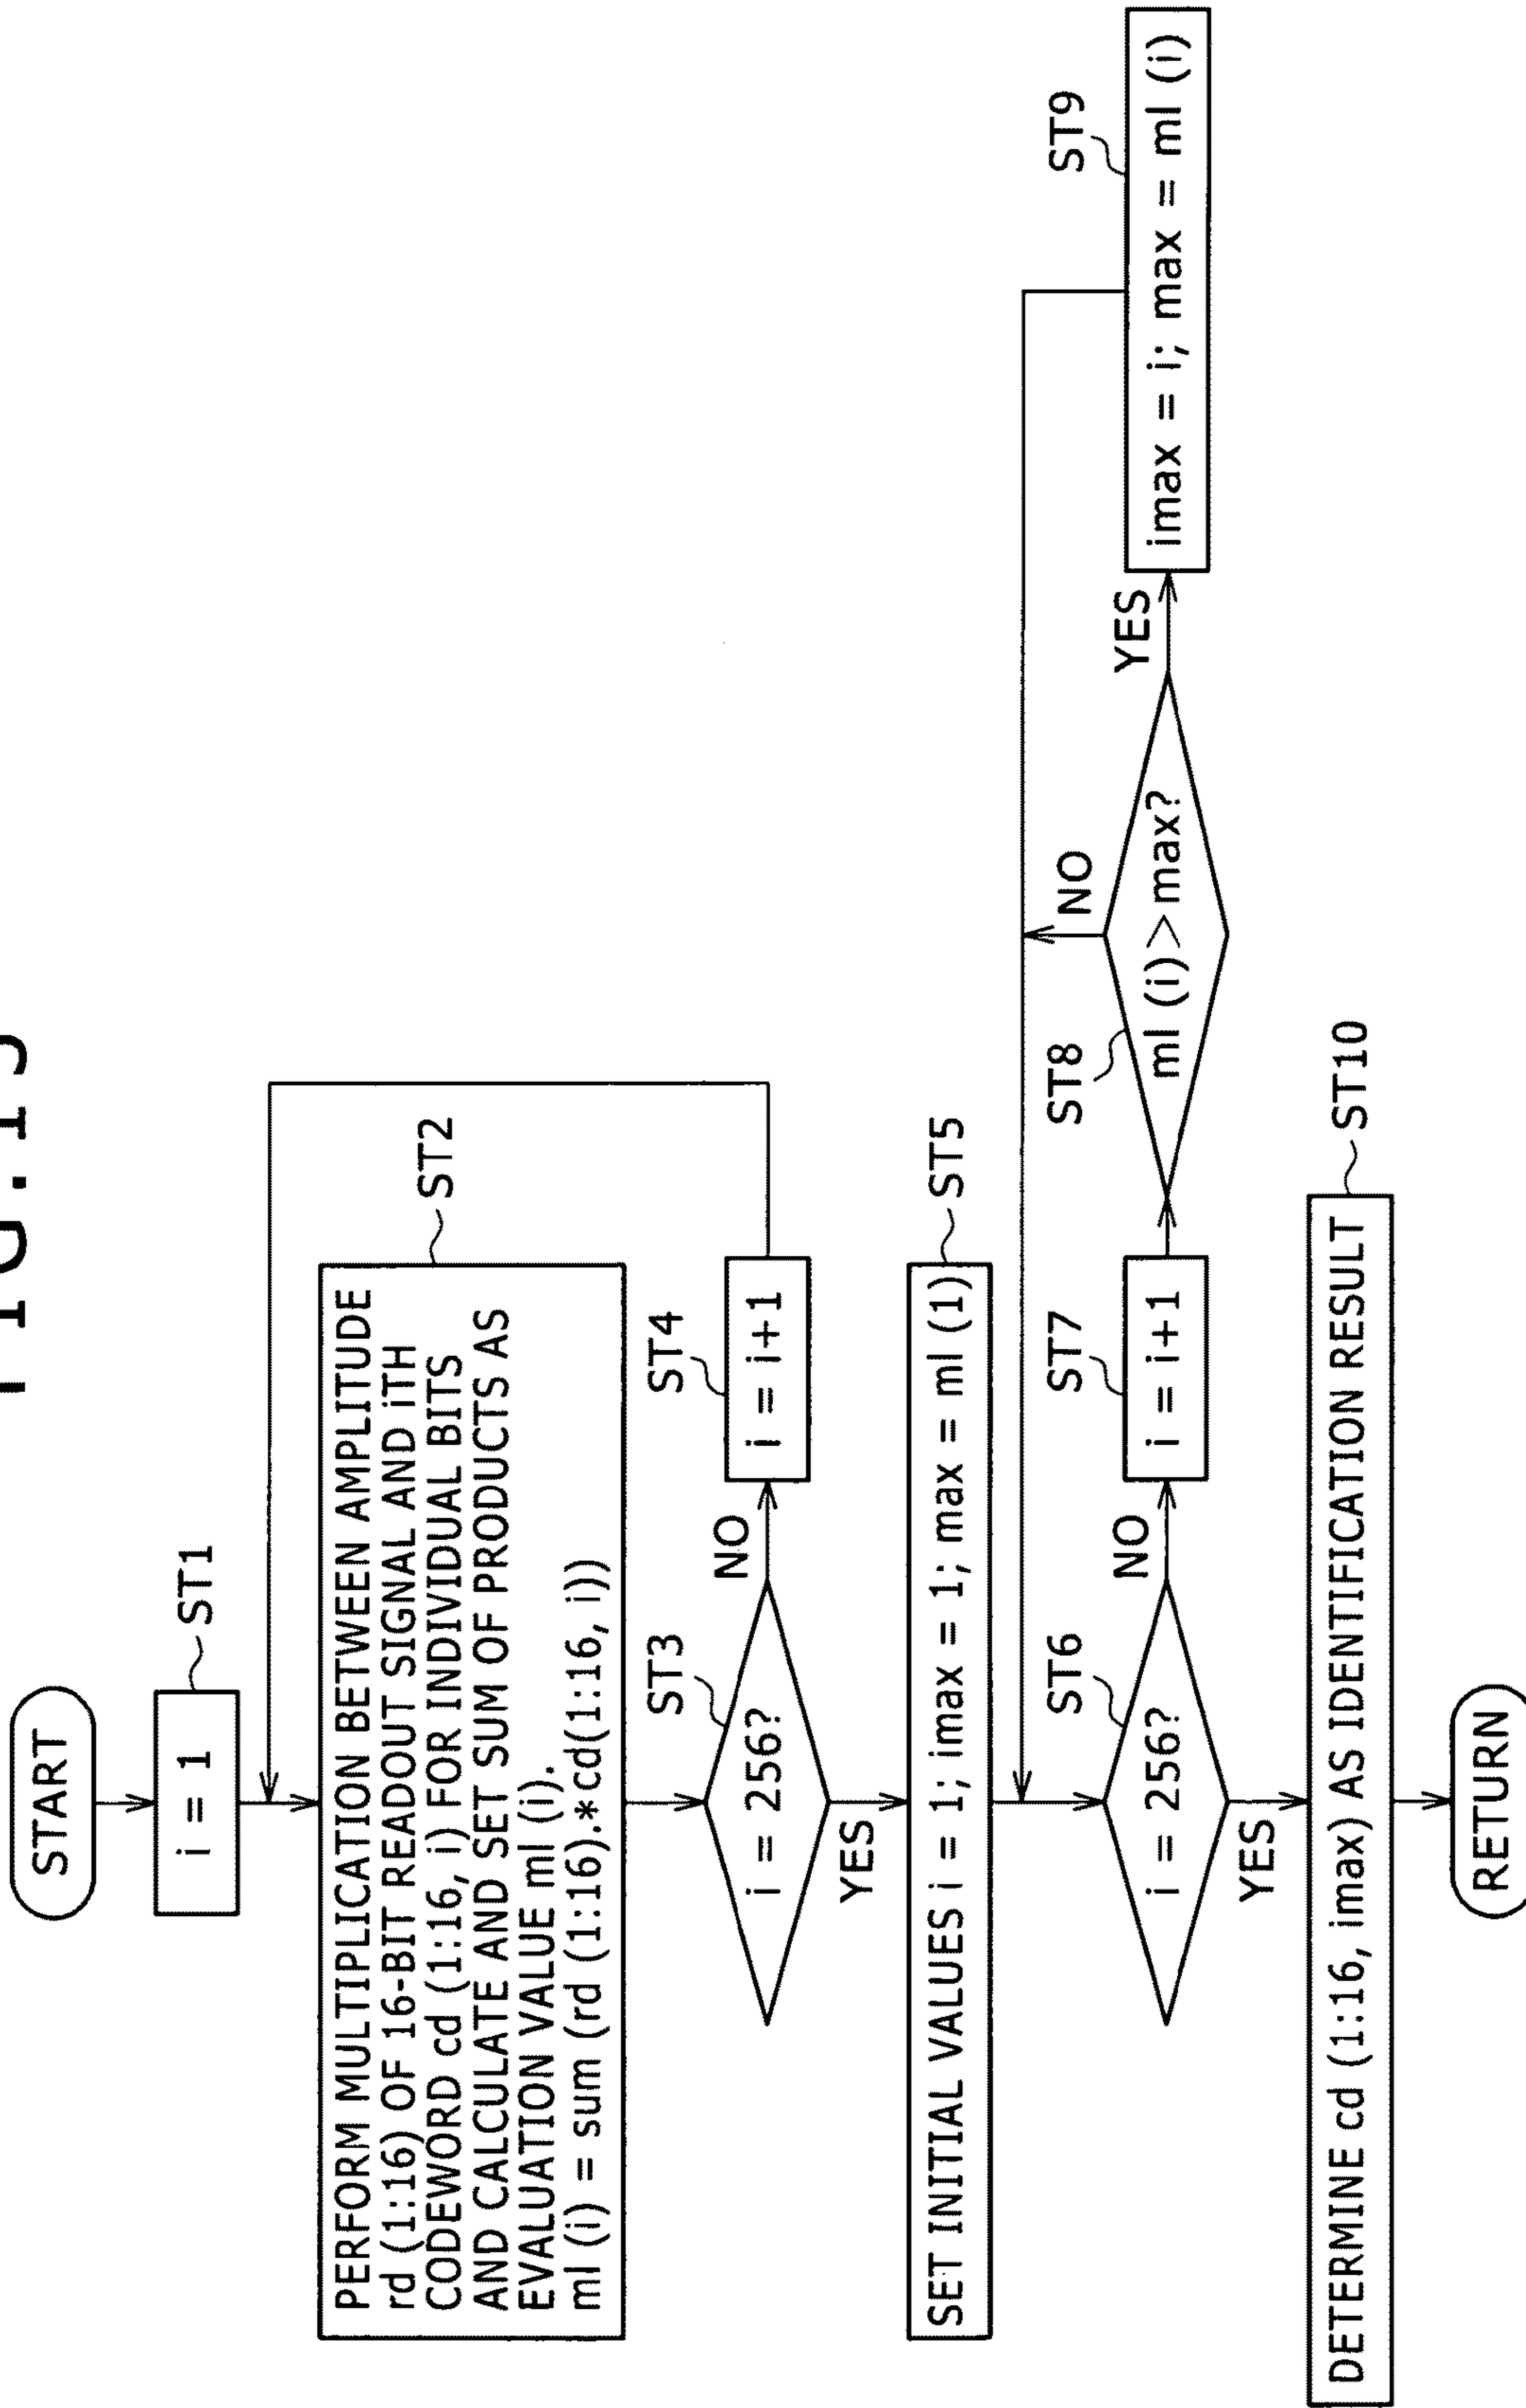 START
i = 1
ST1
PERFORM MULTIPLICATION BETWEEN AMPLITUDE
rd (1:16) OF 16-BIT READOUT SIGNAL AND iTH
CODEWORD cd (1:16, i) FOR INDIVIDUAL BITS
AND CALCULATE AND SET SUM OF PRODUCTS AS
EVALUATION VALUE ml (i).
ml (i) = sum (rd (1:16).*cd(1:16, i))
ST2
i = 256?
ST3
NO
YES
i = i+1
ST4
SET INITIAL VALUES i = 1; imax = 1; max = ml (1)
ST5
i = 256?
ST6
NO
YES
i = i+1
ST7
ml (i)>max?
ST8
NO
YES
imax = i; max = ml (i)
ST9
DETERMINE cd (1:16, imax) AS IDENTIFICATION RESULT
ST10
RETURN